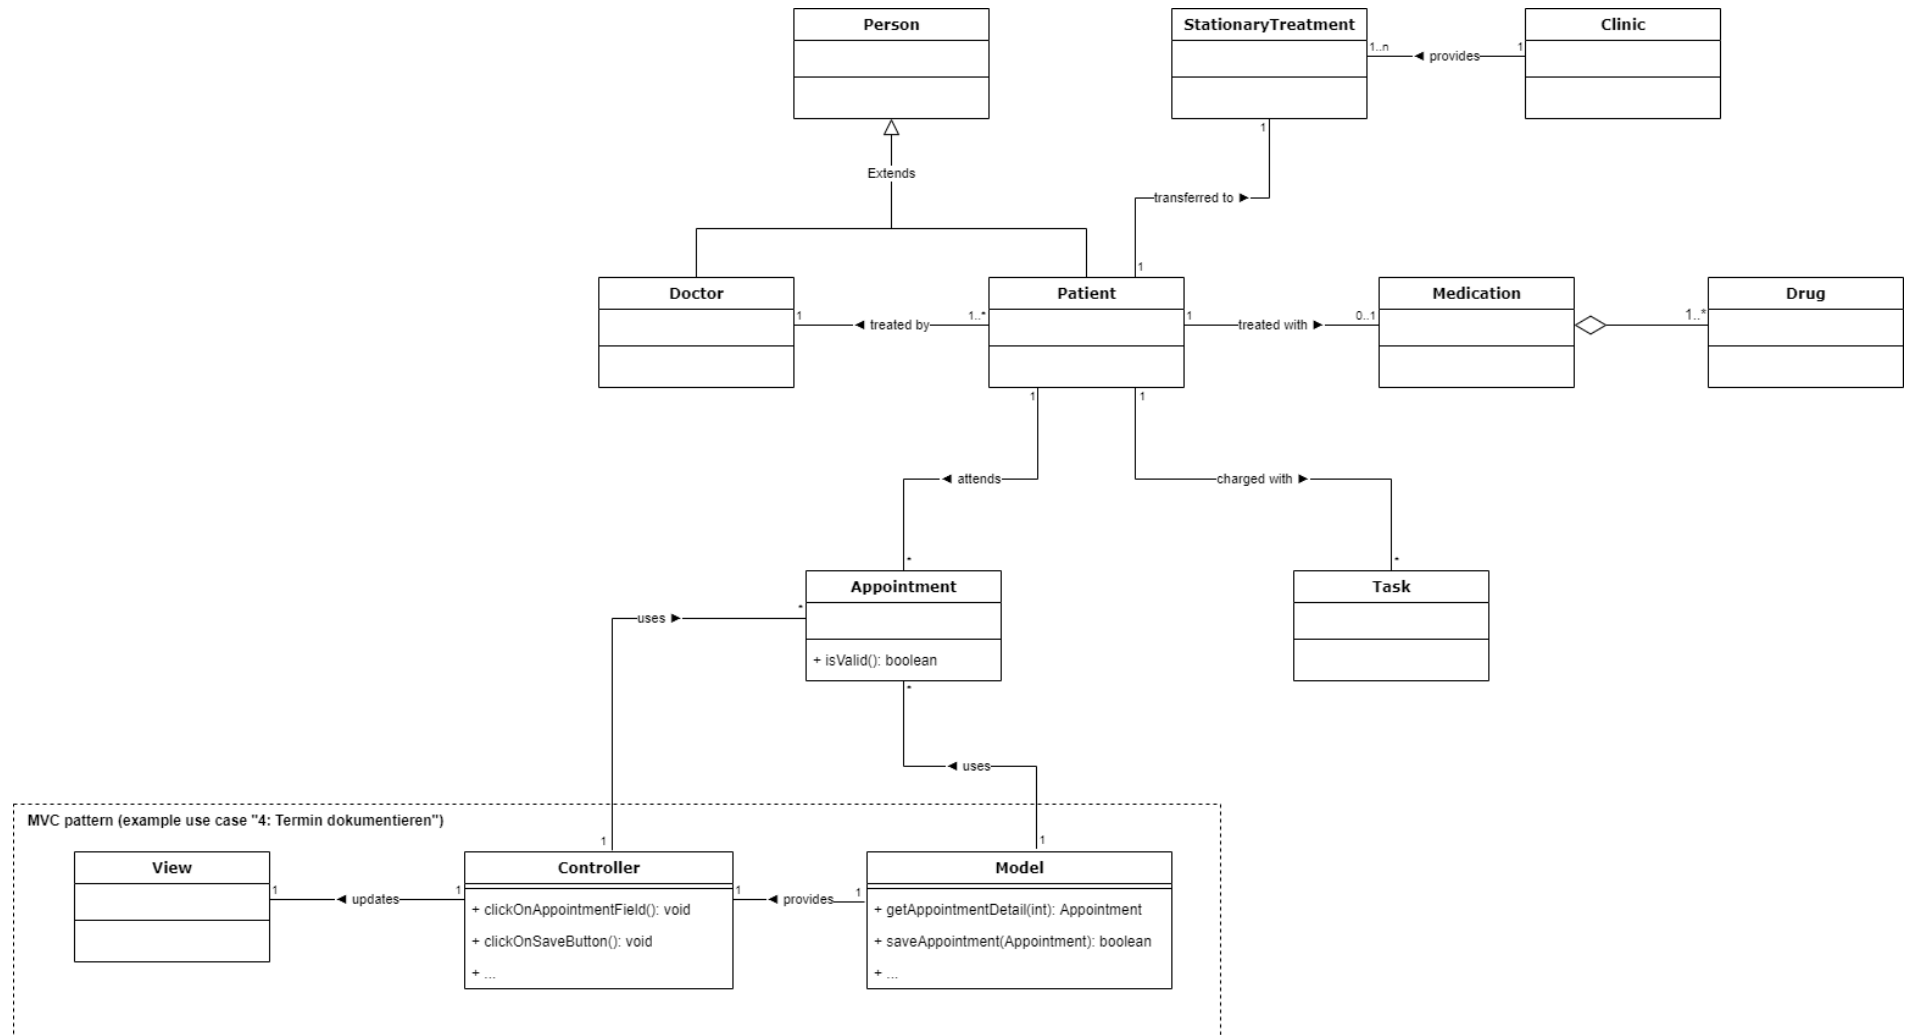 Person
StationaryTreatment
Clinic
1..n
◄ provides
1
Extends
1
transferred to ►
1
Doctor
Patient
Medication
Drug
1
◄ treated by
1..*
1
treated with ►
0..1
1..*
1
1
◄ attends
charged with ►
*
*
Appointment
Task
*
uses ►
+ isValid(): boolean
*
◄ uses
MVC pattern (example use case "4: Termin dokumentieren")
1
1
View
Controller
Model
1
◄ updates
1
1
◄ provides
1
+ clickOnAppointmentField(): void
+ clickOnSaveButton(): void
+ ...
+ getAppointmentDetail(int): Appointment
+ saveAppointment(Appointment): boolean
+ ...